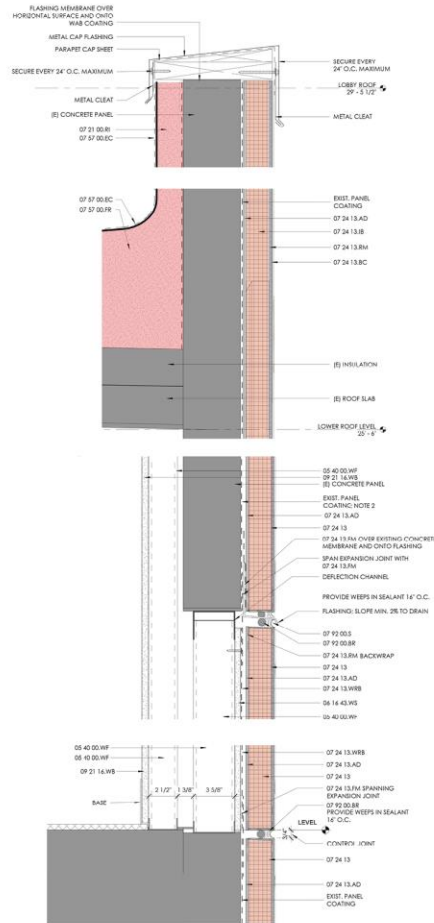 FLASHING MEMBRANE OVER
HORIZONTAL SURFACE AND ONTO
WAB COATING
METAL CAP FLASHING
PARAPET CAP SHEET
SECURE EVERY 24" O.C. MAXIMUM
METAL CLEAT
(E) CONCRETE PANEL
07 21 00.RI
07 57 00.EC
SECURE EVERY
24" O.C. MAXIMUM
LOBBY ROOF
29' - 5 1/2"
METAL CLEAT
07 57 00.EC
07 57 00.FR
EXIST. PANEL
COATING
07 24 13.AD
07 24 13.IB
07 24 13.RM
07 24 13.BC
(E) INSULATION
(E) ROOF SLAB
LOWER ROOF LEVEL
25' - 6"
05 40 00.WF
09 21 16.WB
(E) CONCRETE PANEL
EXIST. PANEL
COATING; NOTE 2
07 24 13.AD
07 24 13
07 24 13.FM OVER EXISTING CONCRETE
MEMBRANE AND ONTO FLASHING
SPAN EXPANSION JOINT WITH
07 24 13.FM
DEFLECTION CHANNEL
PROVIDE WEEPS IN SEALANT 16" O.C.
FLASHING; SLOPE MIN. 2% TO DRAIN
07 92 00.S
07 92 00.BR
07 24 13.RM BACKWRAP
07 24 13
07 24 13.AD
07 24 13.WRB
06 16 43.WS
05 40 00.WF
05 40 00.WF
05 40 00.WF
09 21 16.WB
BASE
2 1/2"
1 3/8"
3 5/8"
07 24 13.WRB
07 24 13.AD
07 24 13
07 24 13.FM SPANNING
EXPANSION JOINT
07 92 00.BR
PROVIDE WEEPS IN SEALANT
16" O.C.
LEVEL
3/4"
CONTROL JOINT
07 24 13
07 24 13.AD
EXIST. PANEL
COATING